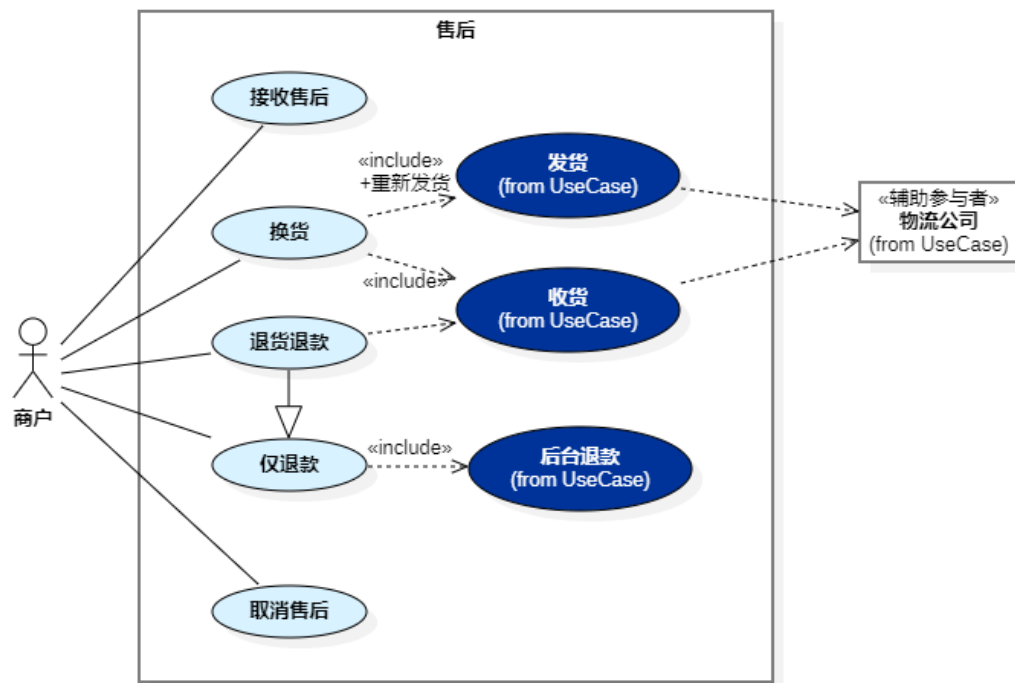 售后
接收售后
«include»
+重新发货
发货
(from UseCase)
«辅助参与者»
物流公司
(from UseCase)
换货
«include»
收货
(from UseCase)
退货退款
商户
仅退款
«include»
后台退款
(from UseCase)
取消售后